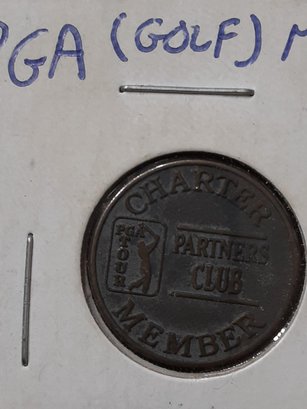 PGA (GOLF) M
CHARTER
PGA
TOUR
PARTNERS
CLUB
MEMBER